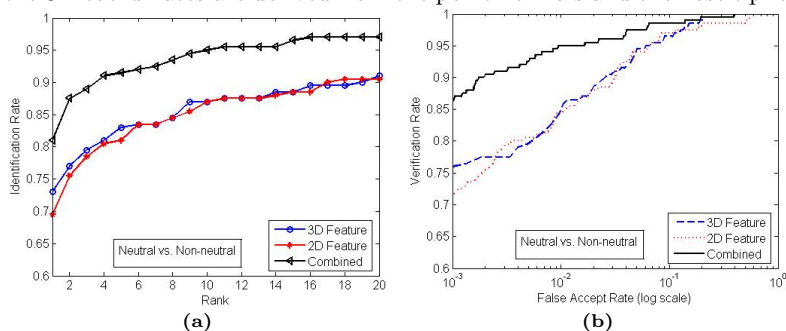 1
0.95
0.9
0.85
0.8
0.75
0.7
0.65
0.6
Identification Rate
2 4 6 8 10 12 14 16 18 20
Rank
Neutral vs. Non-neutral
3D Feature
2D Feature
Combined
(a)
1
0.95
0.9
0.85
0.8
0.75
0.7
0.65
0.6
Verification Rate
10-3 10-2 10-1 100
False Accept Rate (log scale)
Neutral vs. Non-neutral
3D Feature
2D Feature
Combined
(b)